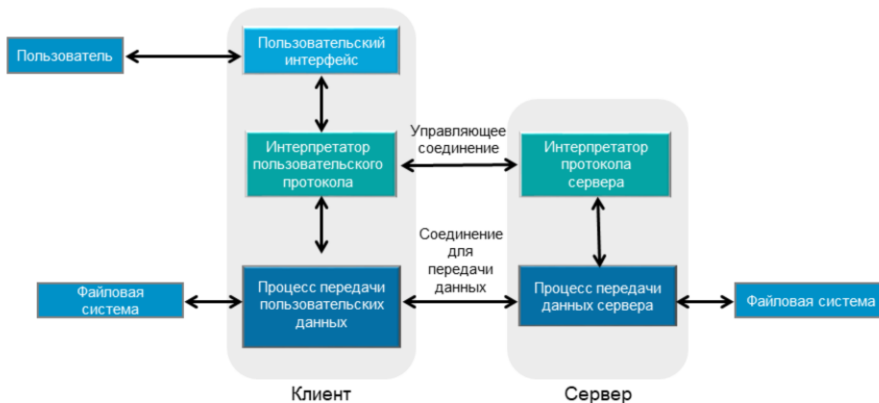 Пользователь
Пользовательский
интерфейс
Интерпретатор
пользовательского
протокола
Управляющее
соединение
Интерпретатор
протокола
сервера
Соединение
для
передачи
данных
Файловая
система
Процесс передачи
пользовательских
данных
Процесс передачи
данных сервера
Файловая система
Клиент
Сервер